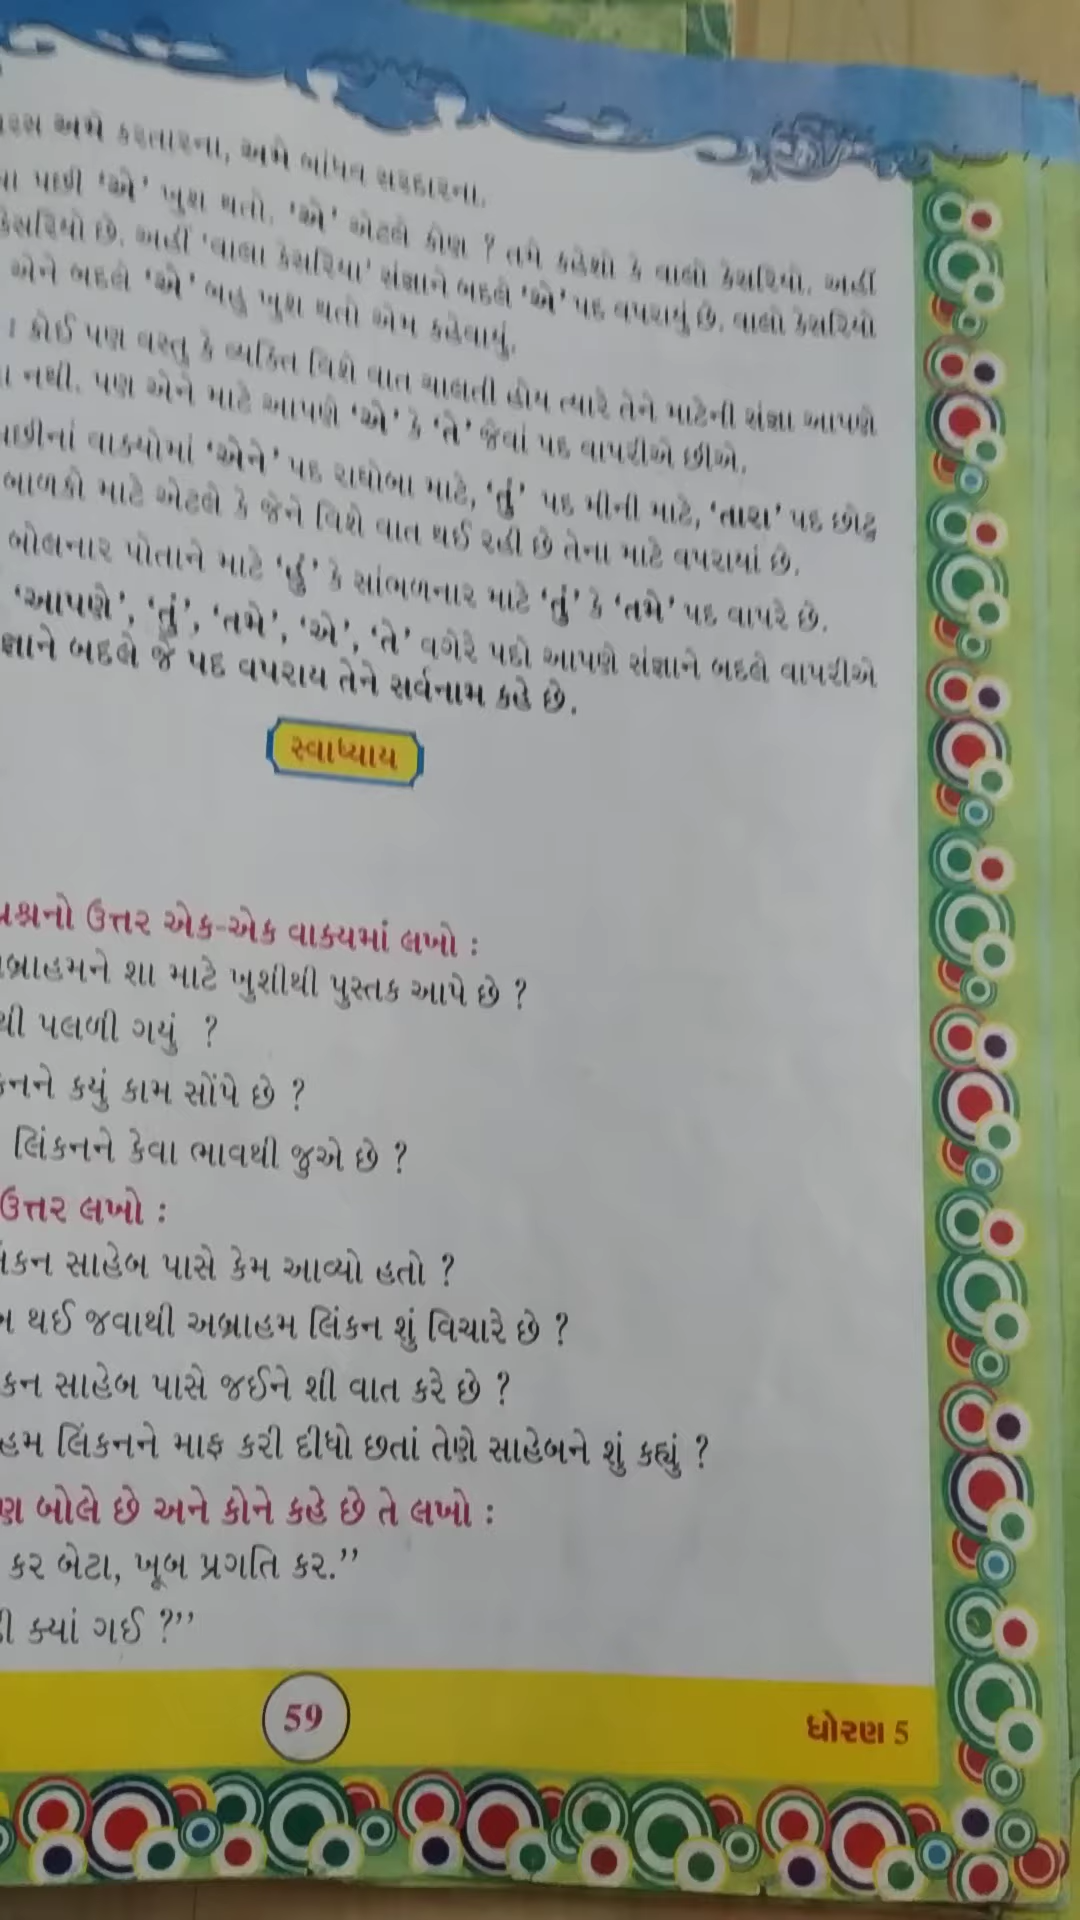 અમે કરતારના, અમે બાંધવ સરદારના.
પછી ‘એ’ ખુશ થતો. ‘એ’ એટલે કોણ ? તમે કહેશો કે વાલો કેસરિયો. અહીં
કેસરિયો છે. અહીં ‘વાલા કેસરિયા’ સંજ્ઞાને બદલે ‘એ’ પદ વપરાયું છે. વાલો કેસરિયો
એને બદલે ‘એ’ બહુ ખુશ થતો એમ કહેવાયું.
: કોઈ પણ વસ્તુ કે વ્યક્તિ વિશે વાત ચાલતી હોય ત્યારે તેને માટેની સંજ્ઞા આપણે
નથી. પણ એને માટે આપણે ‘એ’ કે ‘તે’ જેવાં પદ વાપરીએ છીએ.
પછીનાં વાક્યોમાં ‘એને’ પદ રાઘોબા માટે, ‘તું’ પદ મીની માટે, ‘તારા’ પદ છોટુ
બાળકો માટે એટલે કે જેને વિશે વાત થઈ રહી છે તેના માટે વપરાયાં છે.
બોલનાર પોતાને માટે ‘હું’ કે સાંભળનાર માટે ‘તું’ કે ‘તમે’ પદ વાપરે છે.
‘આપણે’, ‘તું’, ‘તમે’, ‘એ’, ‘તે’ વગેરે પદો આપણે સંજ્ઞાને બદલે વાપરીએ
જ્ઞાને બદલે જે પદ વપરાય તેને સર્વનામ કહે છે.
સ્વાધ્યાય
પ્રશ્નનો ઉત્તર એક-એક વાક્યમાં લખો :
બ્રાહમને શા માટે ખુશીથી પુસ્તક આપે છે ?
થી પલળી ગયું ?
કનને કયું કામ સોંપે છે ?
લિંકનને કેવા ભાવથી જુએ છે ?
ઉત્તર લખો :
કન સાહેબ પાસે કેમ આવ્યો હતો ?
થઈ જવાથી અબ્રાહમ લિંકન શું વિચારે છે ?
કન સાહેબ પાસે જઈને શી વાત કરે છે ?
હમ લિંકનને માફ કરી દીધો છતાં તેણે સાહેબને શું કહ્યું ?
ણ બોલે છે અને કોને કહે છે તે લખો :
કર બેટા, ખૂબ પ્રગતિ કર.”
ક્યાં ગઈ ?”
59
ધોરણ 5